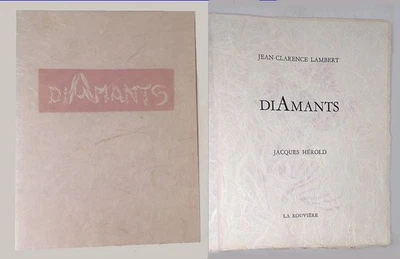 DiAMANTS
JEAN-CLARENCE LAMBERT
DIAMANTS
JACQUES HÉROLD
LA ROUVIÈRE